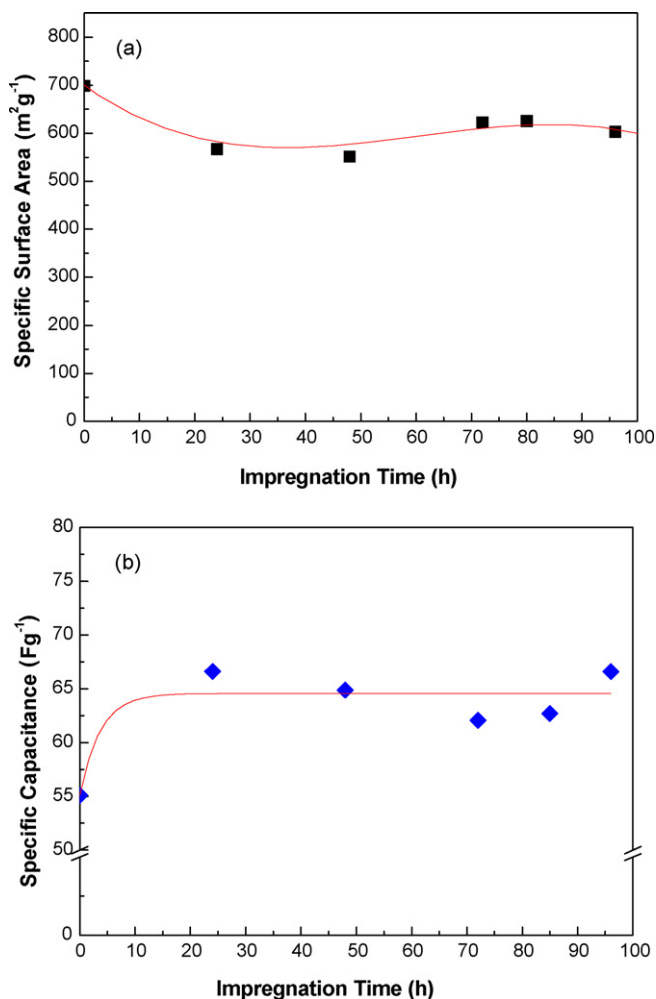 (a)
Specific Surface Area (m²g⁻¹)
800
700
600
500
400
300
200
100
0
0 10 20 30 40 50 60 70 80 90 100
Impregnation Time (h)
(b)
Specific Capacitance (Fg⁻¹)
80
75
70
65
60
55
50
0
0 10 20 30 40 50 60 70 80 90 100
Impregnation Time (h)